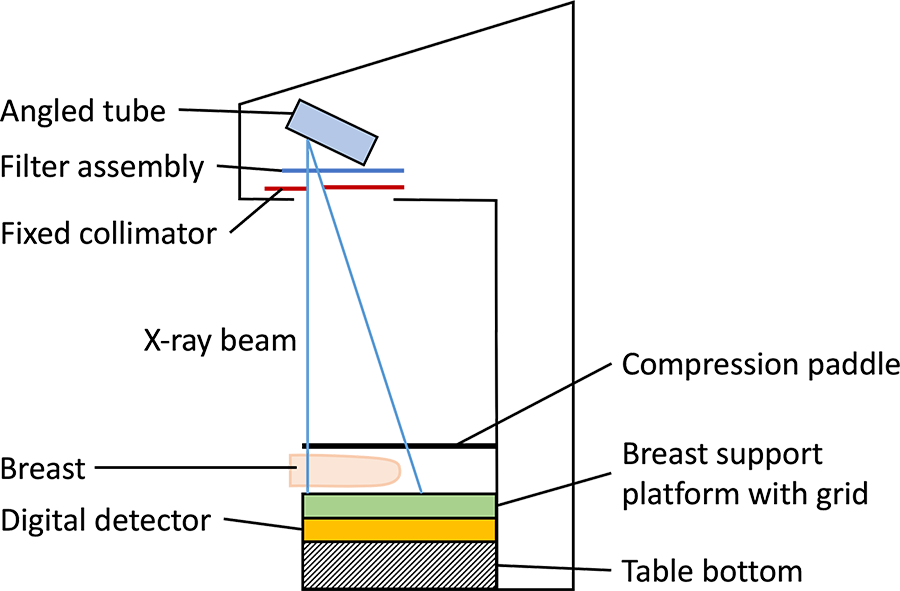 Angled tube
Filter assembly
Fixed collimator
X-ray beam
Compression paddle
Breast
Breast support
platform with grid
Digital detector
Table bottom